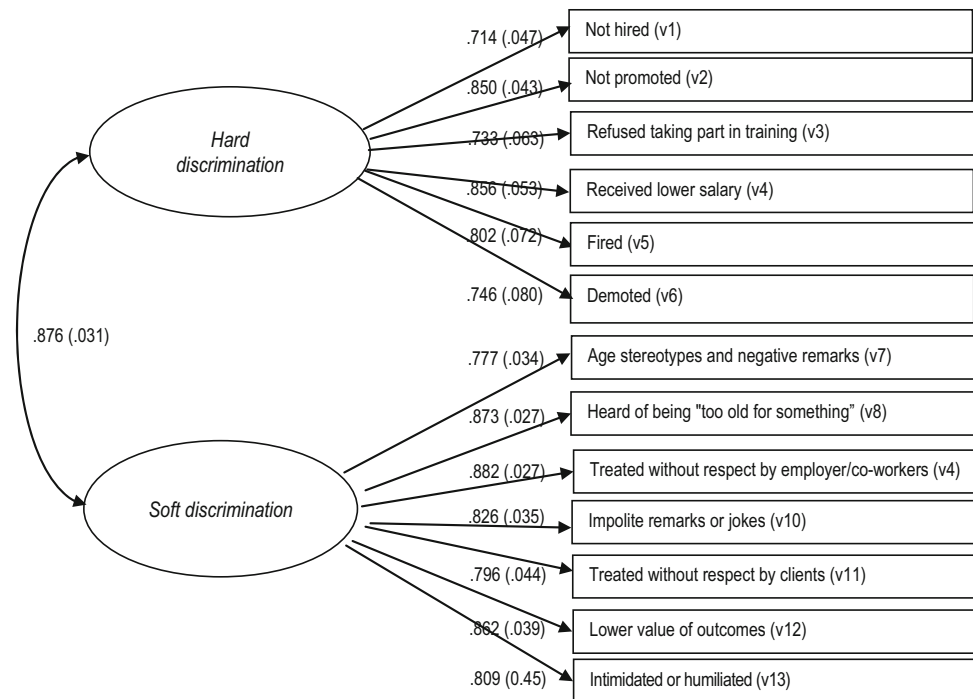 .714 (.047)
Not hired (v1)
.850 (.043)
Not promoted (v2)
Hard
discrimination
.733 (.063)
Refused taking part in training (v3)
.856 (.053)
Received lower salary (v4)
.802 (.072)
Fired (v5)
.746 (.080)
Demoted (v6)
.876 (.031)
.777 (.034)
Age stereotypes and negative remarks (v7)
.873 (.027)
Heard of being "too old for something” (v8)
.882 (.027)
Treated without respect by employer/co-workers (v4)
Soft discrimination
.826 (.035)
Impolite remarks or jokes (v10)
.796 (.044)
Treated without respect by clients (v11)
.862 (.039)
Lower value of outcomes (v12)
.809 (0.45)
Intimidated or humiliated (v13)